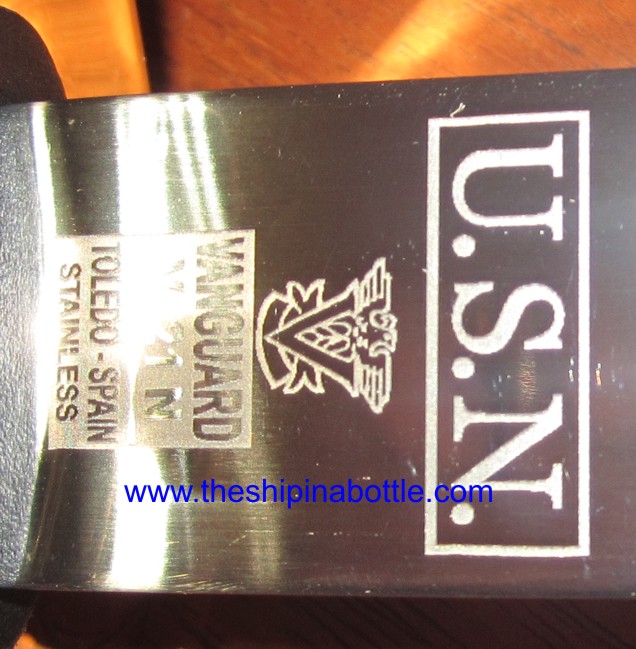 U.S.N.
VANGUARD
N
TOLEDO - SPAIN
STAINLESS
www.theshipinabottle.com